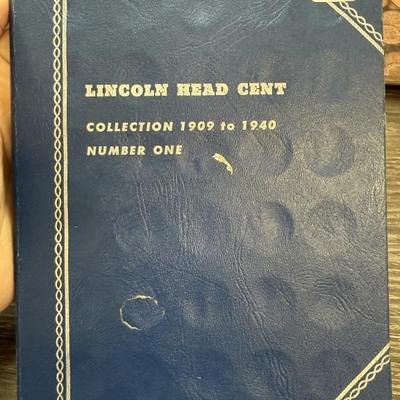 LINCOLN HEAD CENT
COLLECTION 1909 to 1940
NUMBER ONE